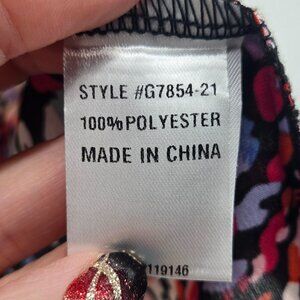 STYLE #G7854-21
100%POLYESTER
MADE IN CHINA
119146